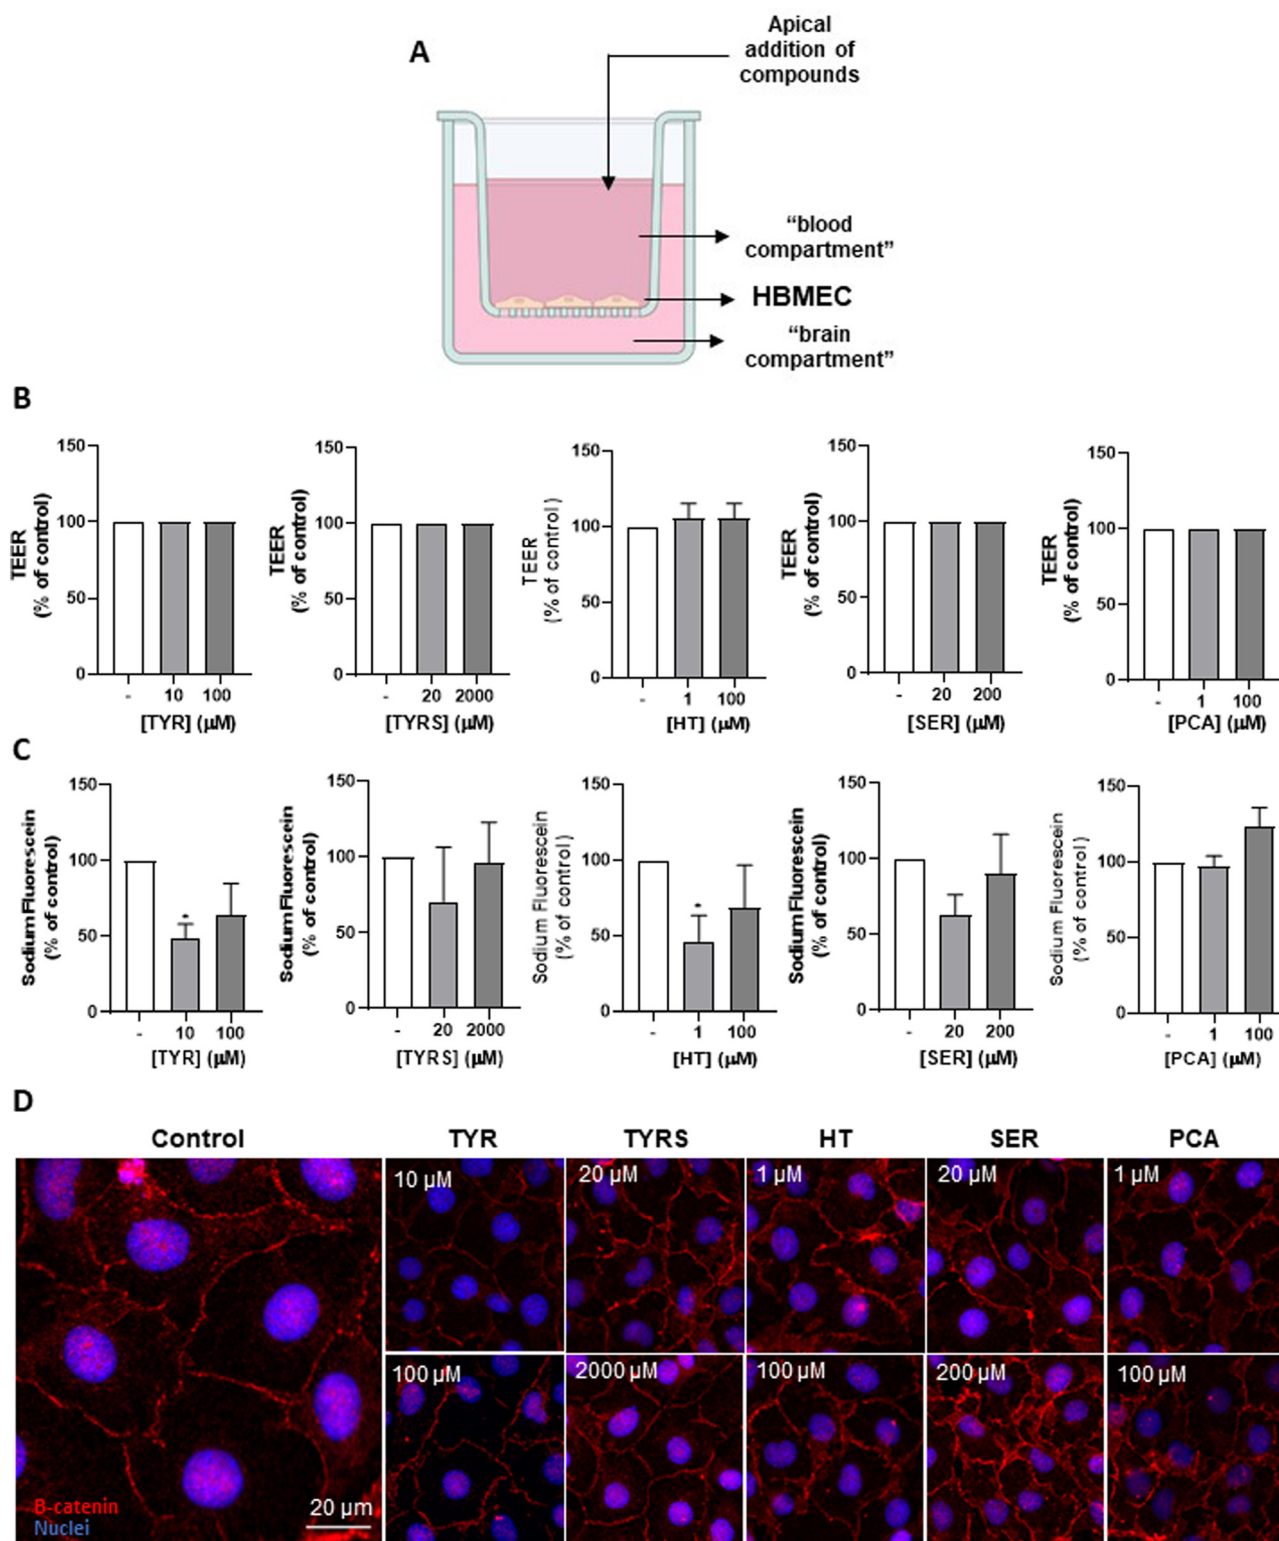 A
Apical
addition of
compounds
“blood
compartment”
HBMEC
“brain
compartment”
B
TEER
(% of control)
150
100
50
0
- 10 100
[TYR] (µM)
TEER
(% of control)
150
100
50
0
- 20 2000
[TYRS] (µM)
TEER
(% of control)
150
100
50
0
- 1 100
[HT] (µM)
TEER
(% of control)
150
100
50
0
- 20 200
[SER] (µM)
TEER
(% of control)
150
100
50
0
- 1 100
[PCA] (µM)
C
Sodium Fluorescein
(% of control)
150
100
50
0
*
- 10 100
[TYR] (µM)
Sodium Fluorescein
(% of control)
150
100
50
0
- 20 2000
[TYRS] (µM)
Sodium Fluorescein
(% of control)
150
100
50
0
*
- 1 100
[HT] (µM)
Sodium Fluorescein
(% of control)
150
100
50
0
- 20 200
[SER] (µM)
Sodium Fluorescein
(% of control)
150
100
50
0
- 1 100
[PCA] (µM)
D
Control TYR TYRS HT SER PCA
10 µM 20 µM 1 µM 20 µM 1 µM
100 µM 2000 µM 100 µM 200 µM 100 µM
B-catenin
Nuclei
20 µm